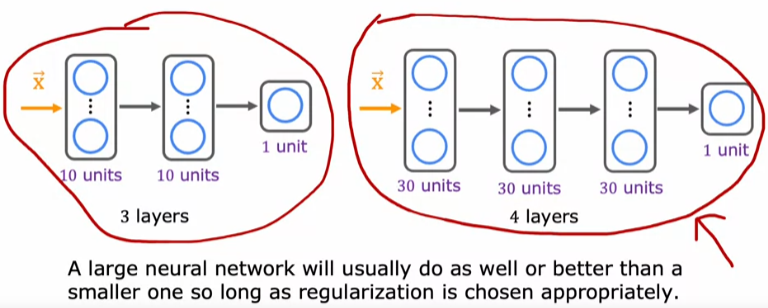 x⃗
10 units
10 units
1 unit
3 layers
x⃗
30 units
30 units
30 units
1 unit
4 layers
A large neural network will usually do as well or better than a
smaller one so long as regularization is chosen appropriately.